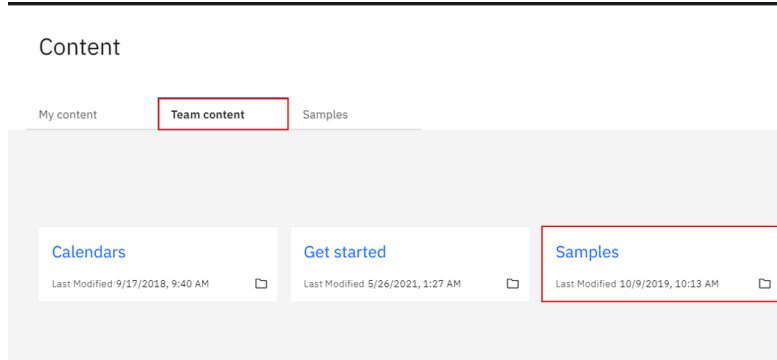 Content
My content Team content Samples
Calendars Get started Samples
Last Modified 9/17/2018, 9:40 AM Last Modified 5/26/2021, 1:27 AM Last Modified 10/9/2019, 10:13 AM